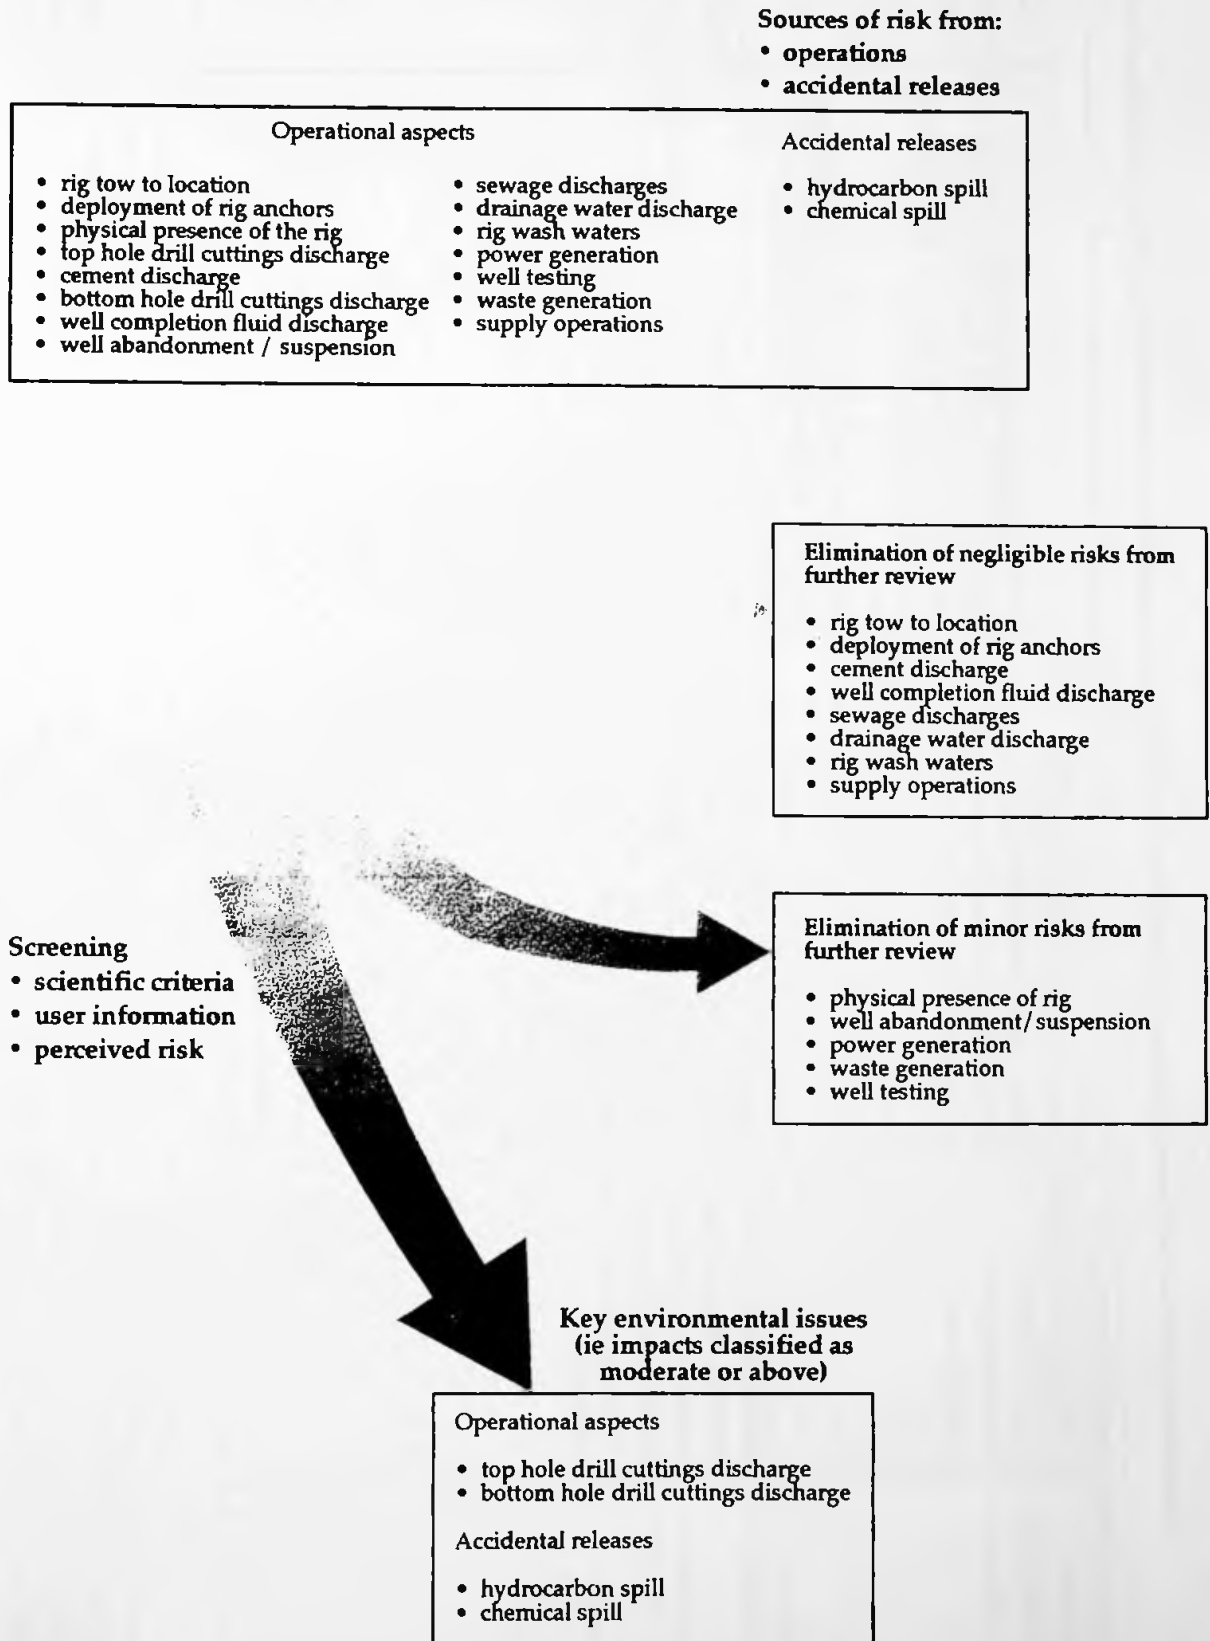 Sources of risk from:
• operations
• accidental releases
Operational aspects
• rig tow to location
• deployment of rig anchors
• physical presence of the rig
• top hole drill cuttings discharge
• cement discharge
• bottom hole drill cuttings discharge
• well completion fluid discharge
• well abandonment / suspension
• sewage discharges
• drainage water discharge
• rig wash waters
• power generation
• well testing
• waste generation
• supply operations
Accidental releases
• hydrocarbon spill
• chemical spill
Elimination of negligible risks from
further review
• rig tow to location
• deployment of rig anchors
• cement discharge
• well completion fluid discharge
• sewage discharges
• drainage water discharge
• rig wash waters
• supply operations
Screening
• scientific criteria
• user information
• perceived risk
Elimination of minor risks from
further review
• physical presence of rig
• well abandonment/suspension
• power generation
• waste generation
• well testing
Key environmental issues
(ie impacts classified as
moderate or above)
Operational aspects
• top hole drill cuttings discharge
• bottom hole drill cuttings discharge
Accidental releases
• hydrocarbon spill
• chemical spill